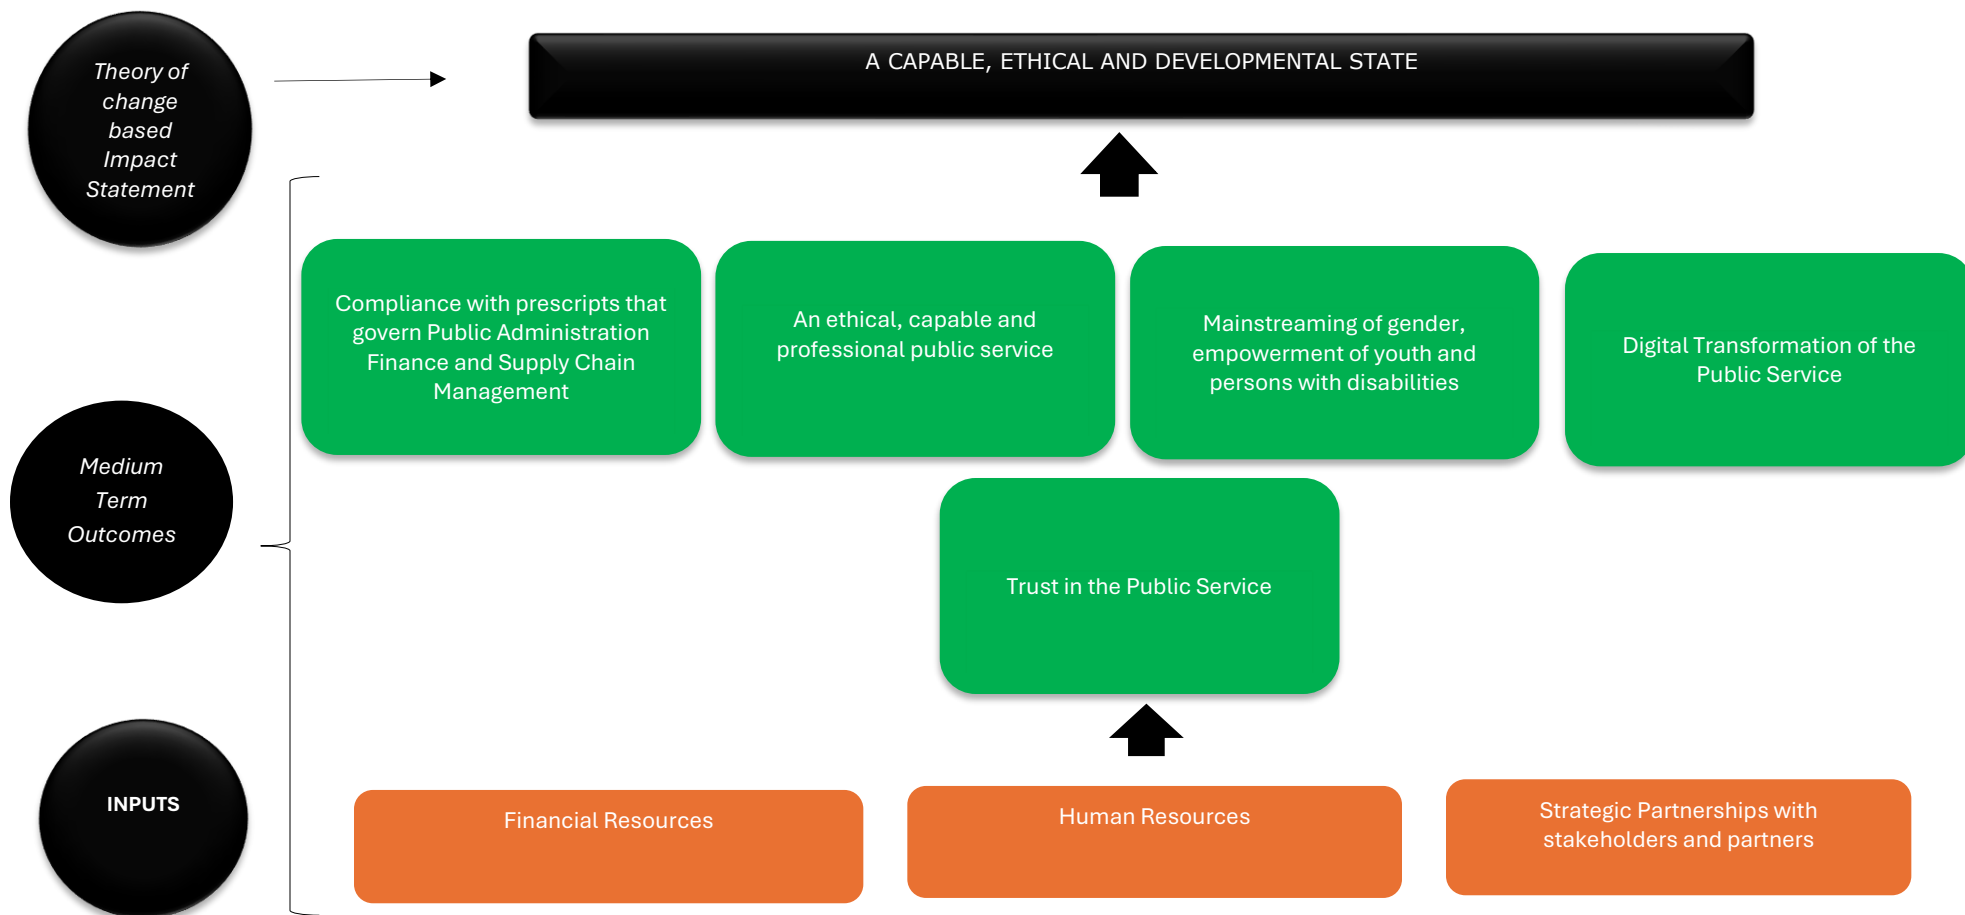 Theory of
change
based
Impact
Statement
A CAPABLE, ETHICAL AND DEVELOPMENTAL STATE
Compliance with prescripts that
govern Public Administration
Finance and Supply Chain
Management
An ethical, capable and
professional public service
Mainstreaming of gender,
empowerment of youth and
persons with disabilities
Digital Transformation of the
Public Service
Medium
Term
Outcomes
Trust in the Public Service
INPUTS
Financial Resources
Human Resources
Strategic Partnerships with
stakeholders and partners